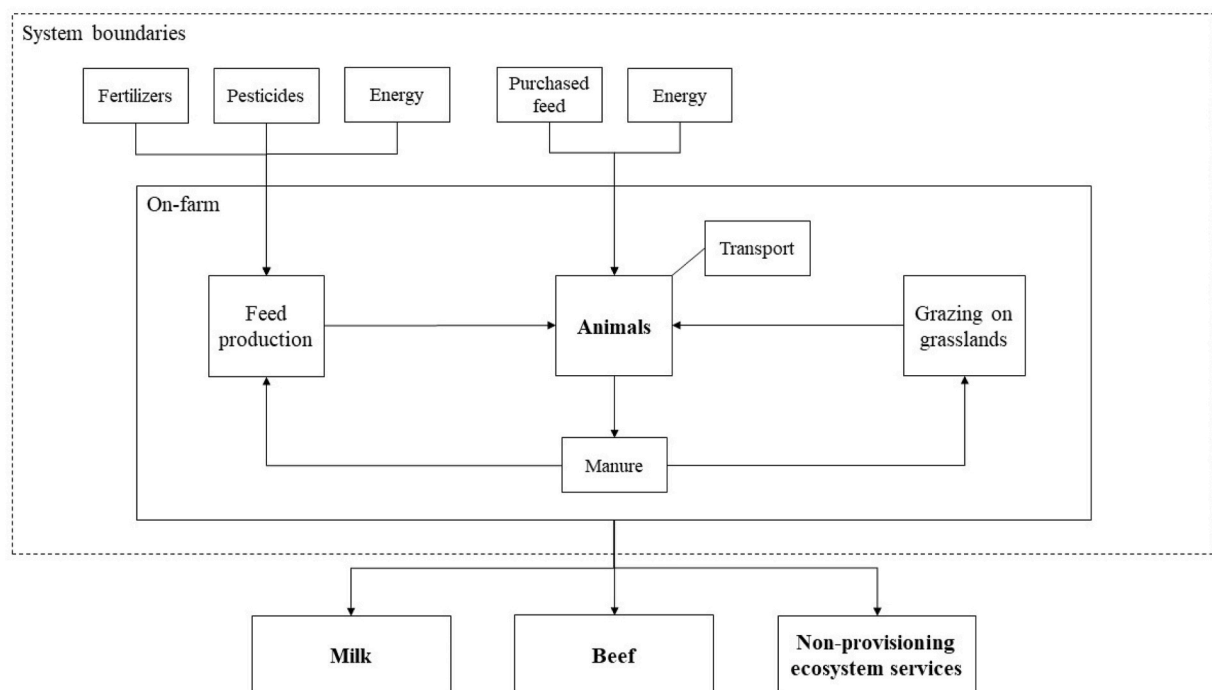 System boundaries
Fertilizers
Pesticides
Energy
Purchased
feed
Energy
On-farm
Transport
Feed
production
Animals
Grazing on
grasslands
Manure
Milk
Beef
Non-provisioning
ecosystem services